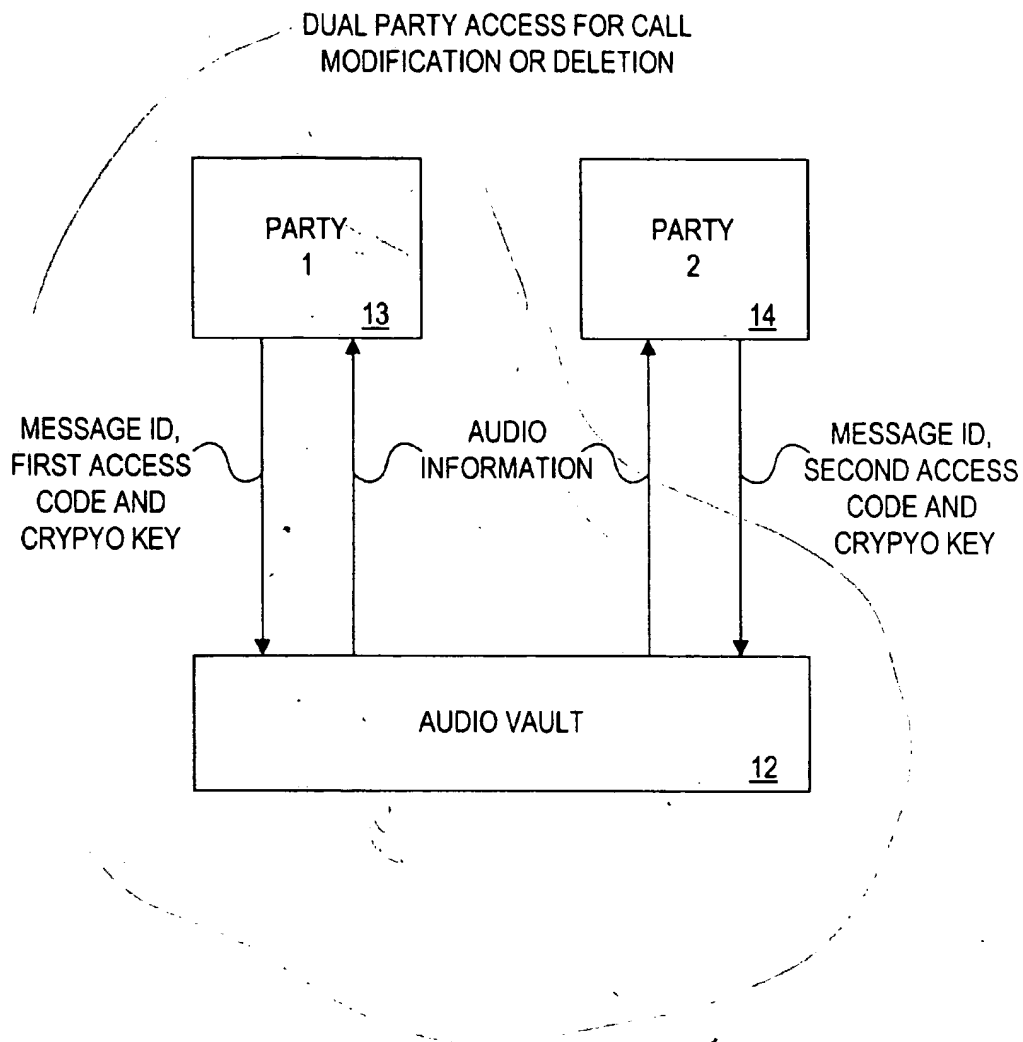 DUAL PARTY ACCESS FOR CALL
MODIFICATION OR DELETION
PARTY
1
13
PARTY
2
14
MESSAGE ID,
FIRST ACCESS
CODE AND
CRYPYO KEY
AUDIO
INFORMATION
MESSAGE ID,
SECOND ACCESS
CODE AND
CRYPYO KEY
AUDIO VAULT
12